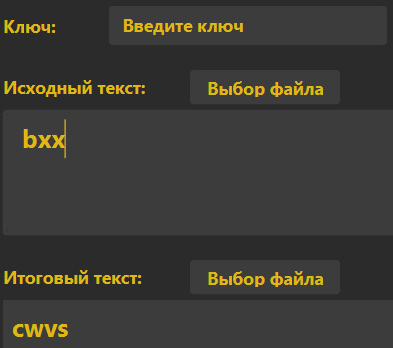 Ключ: Введите ключ
Исходный текст: Выбор файла
bxx
Итоговый текст: Выбор файла
cwvs